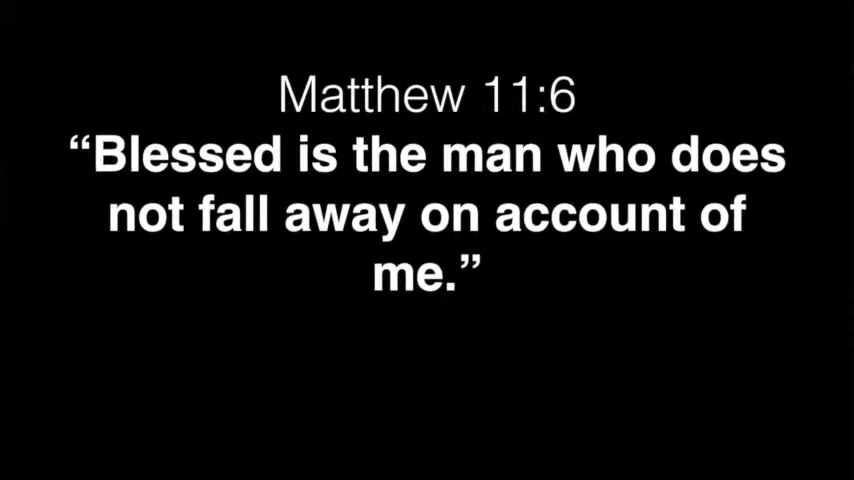 Matthew 11:6
“Blessed is the man who does
not fall away on account of
me.”